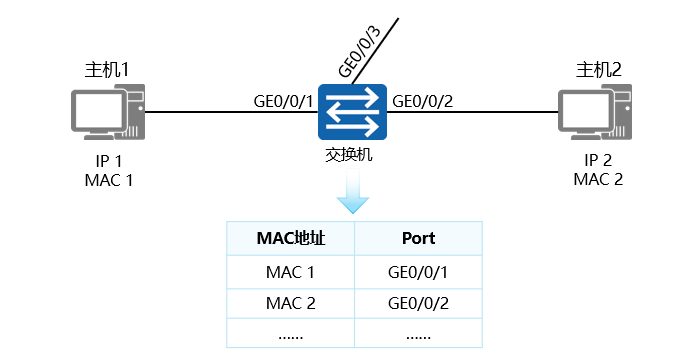 GE0/0/3
主机1
主机2
GE0/0/1
GE0/0/2
IP 1
MAC 1
交换机
IP 2
MAC 2
MAC地址 Port
MAC 1 GE0/0/1
MAC 2 GE0/0/2
...... ......